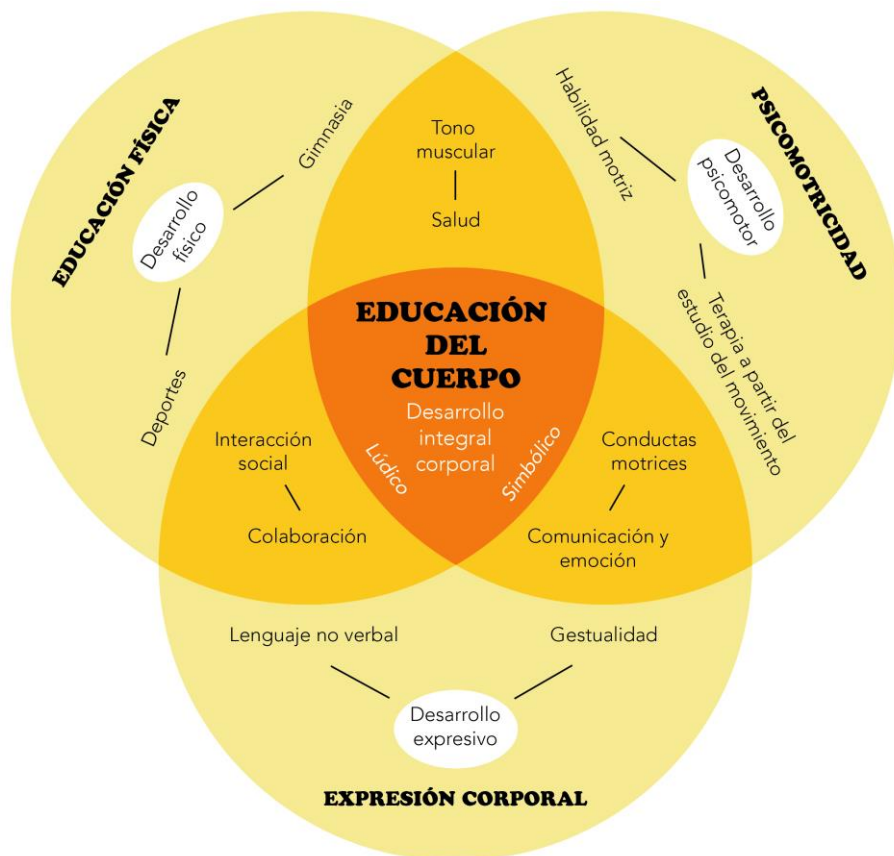 EDUCACIÓN FÍSICA
Gimnasia
Desarrollo
físico
Deportes
Tono
muscular
Salud
PSICOMOTRICIDAD
Habilidad motriz
Desarrollo
psicomotor
Terapia a partir del
estudio del movimiento
EDUCACIÓN
DEL
CUERPO
Desarrollo
integral
corporal
Lúdico
Simbólico
Interacción
social
Colaboración
Conductas
motrices
Comunicación y
emoción
Lenguaje no verbal
Gestualidad
Desarrollo
expresivo
EXPRESIÓN CORPORAL